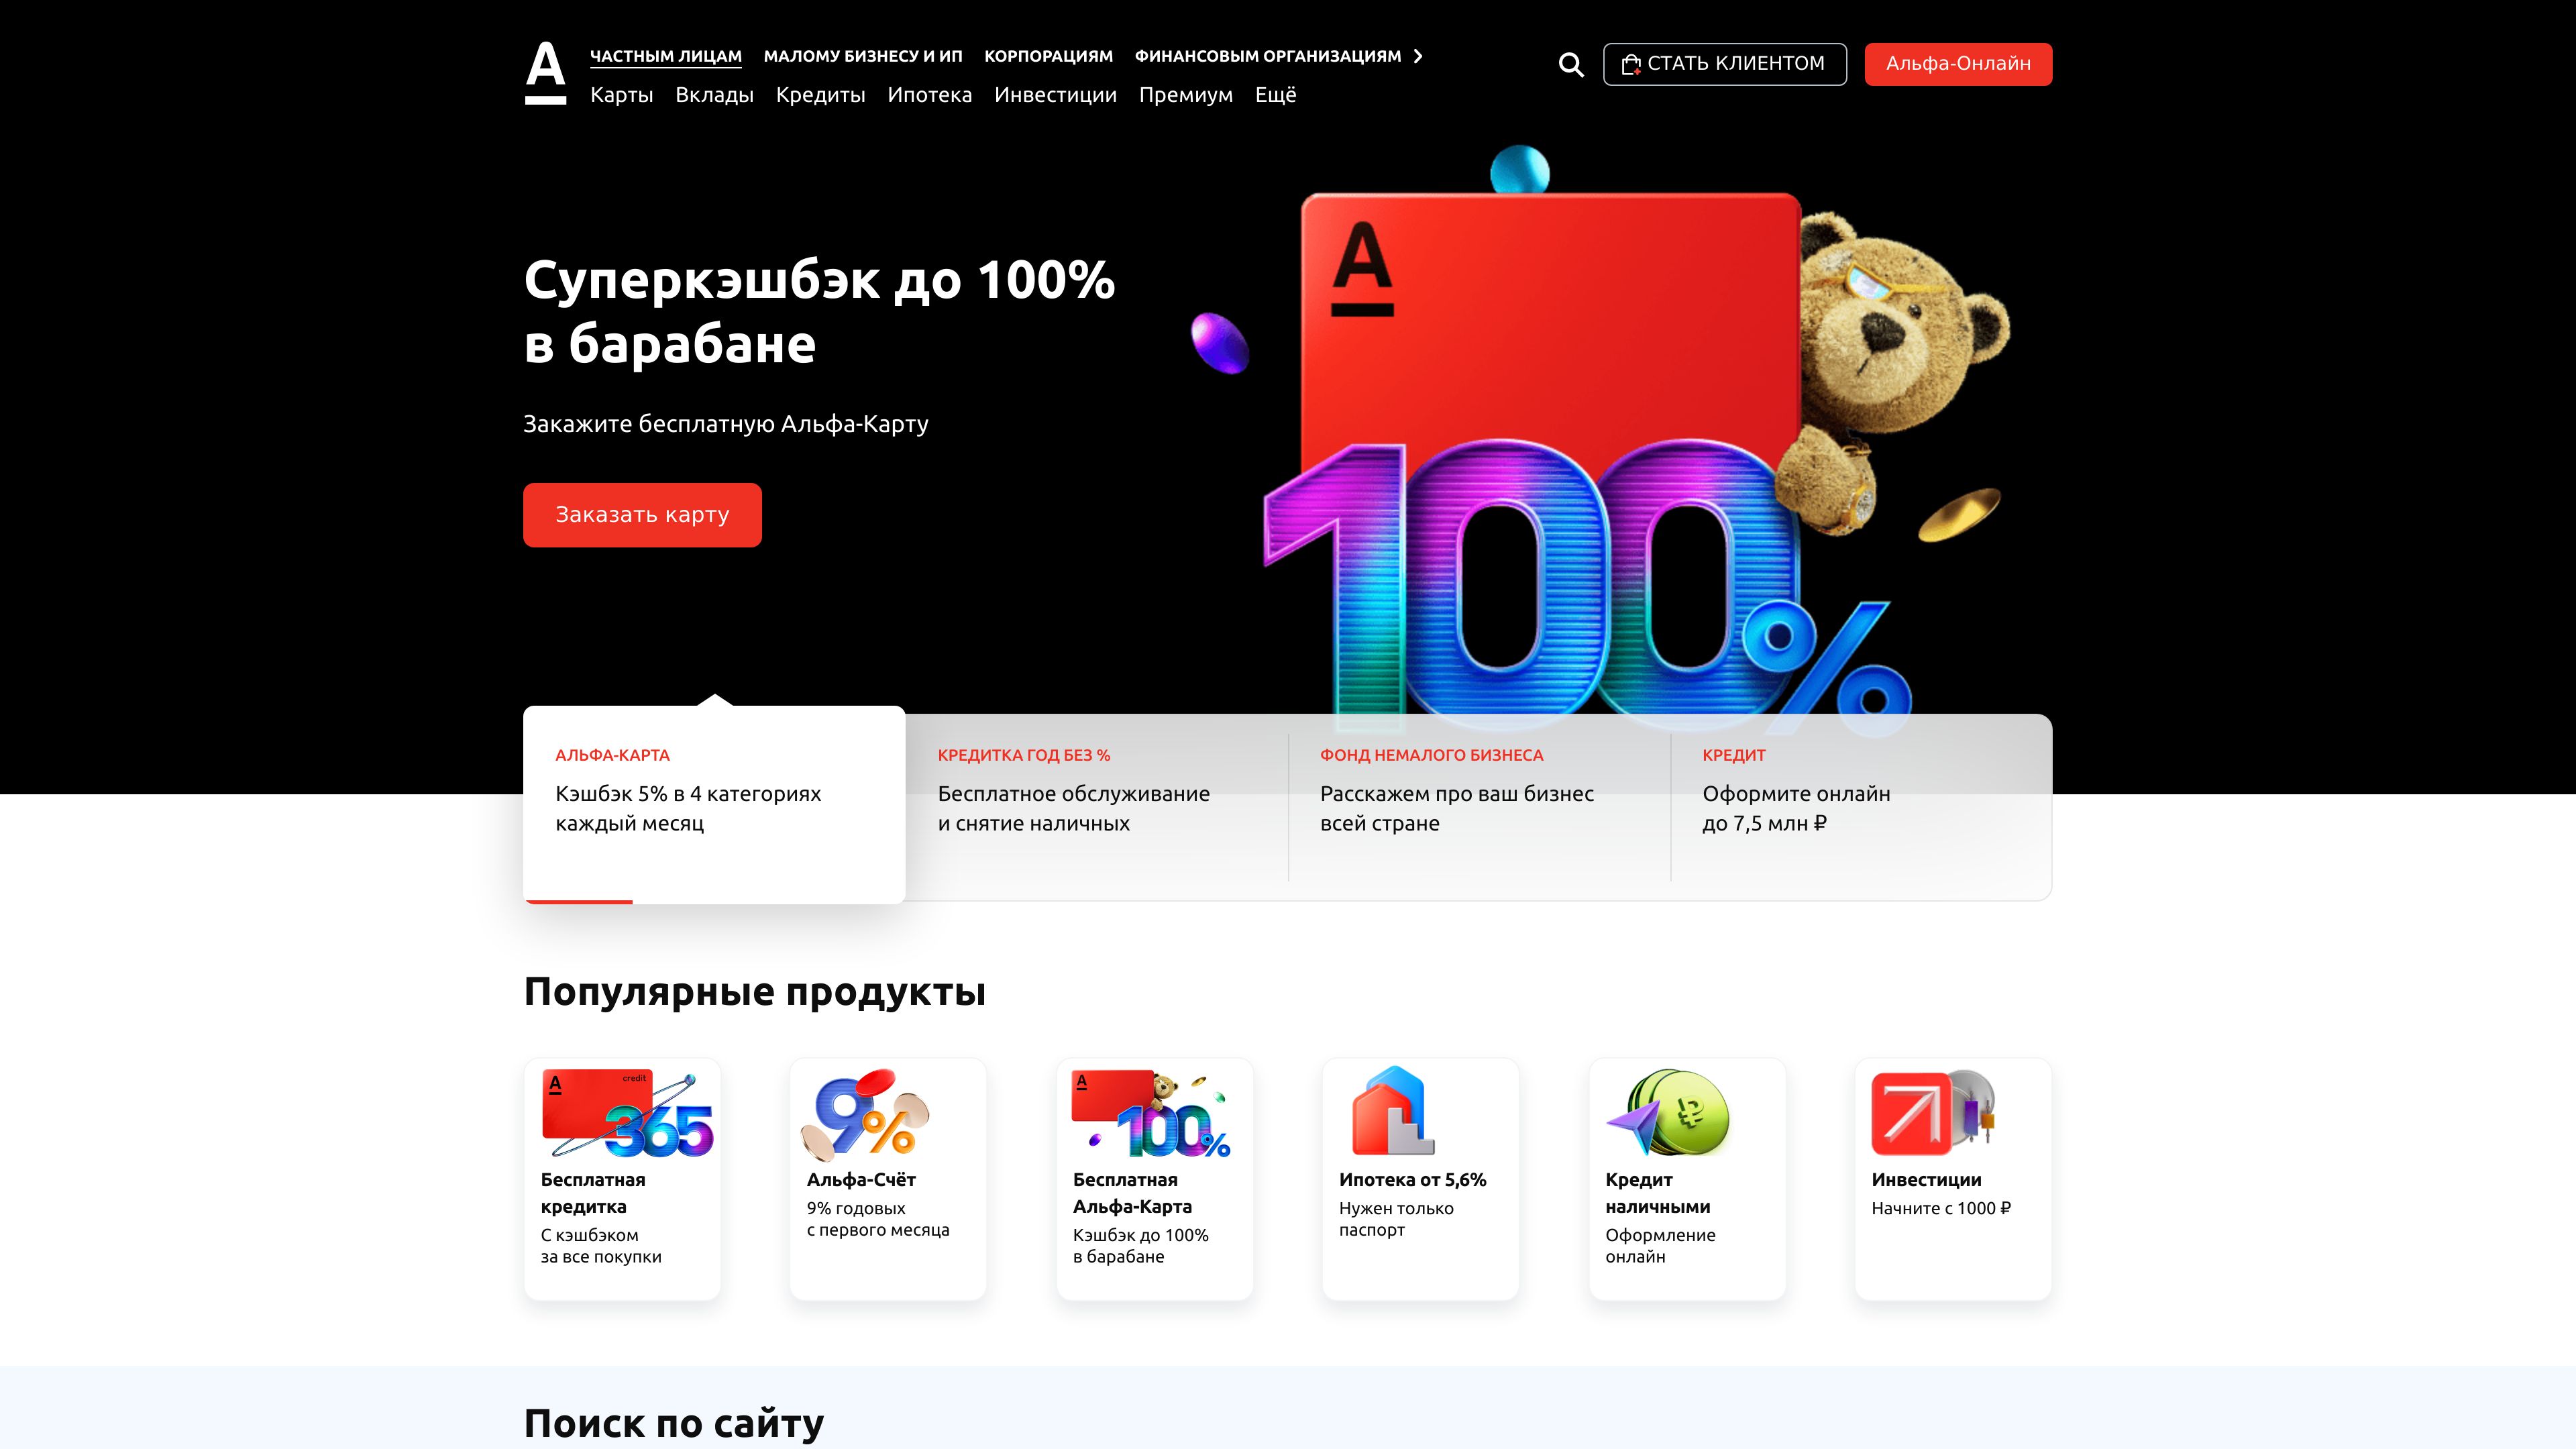 А
ЧАСТНЫМ ЛИЦАМ МАЛОМУ БИЗНЕСУ И ИП КОРПОРАЦИЯМ ФИНАНСОВЫМ ОРГАНИЗАЦИЯМ
Карты Вклады Кредиты Ипотека Инвестиции Премиум Ещё
СТАТЬ КЛИЕНТОМ
Альфа-Онлайн
Суперкэшбэк до 100%
в барабане
Закажите бесплатную Альфа-Карту
Заказать карту
А
100%
АЛЬФА-КАРТА
Кэшбэк 5% в 4 категориях
каждый месяц
КРЕДИТКА ГОД БЕЗ %
Бесплатное обслуживание
и снятие наличных
ФОНД НЕМАЛОГО БИЗНЕСА
Расскажем про ваш бизнес
всей стране
КРЕДИТ
Оформите онлайн
до 7,5 млн ₽
Популярные продукты
А
credit
365
Бесплатная
кредитка
С кэшбэком
за все покупки
9%
Альфа-Счёт
9% годовых
с первого месяца
А
100%
Бесплатная
Альфа-Карта
Кэшбэк до 100%
в барабане
Ипотека от 5,6%
Нужен только
паспорт
₽
Кредит
наличными
Оформление
онлайн
Инвестиции
Начните с 1000 ₽
Поиск по сайту